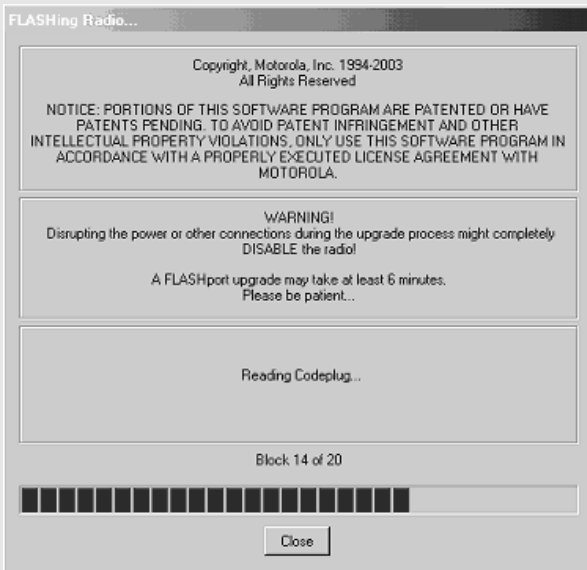 FLASHing Radio...
Copyright, Motorola, Inc. 1994-2003
All Rights Reserved
NOTICE: PORTIONS OF THIS SOFTWARE PROGRAM ARE PATENTED OR HAVE
PATENTS PENDING. TO AVOID PATENT INFRINGEMENT AND OTHER
INTELLECTUAL PROPERTY VIOLATIONS, ONLY USE THIS SOFTWARE PROGRAM IN
ACCORDANCE WITH A PROPERLY EXECUTED LICENSE AGREEMENT WITH
MOTOROLA.
WARNING!
Disrupting the power or other connections during the upgrade process might completely
DISABLE the radio!
A FLASHport upgrade may take at least 6 minutes.
Please be patient...
Reading Codeplug...
Block 14 of 20
Close